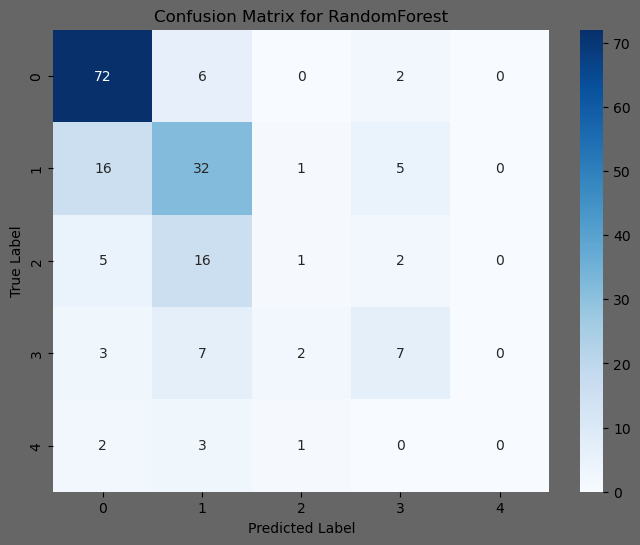 Confusion Matrix for RandomForest
0 72 6 0 2 0
1 16 32 1 5 0
2 5 16 1 2 0
3 3 7 2 7 0
4 2 3 1 0 0
0 1 2 3 4
True Label
Predicted Label
70
60
50
40
30
20
10
0